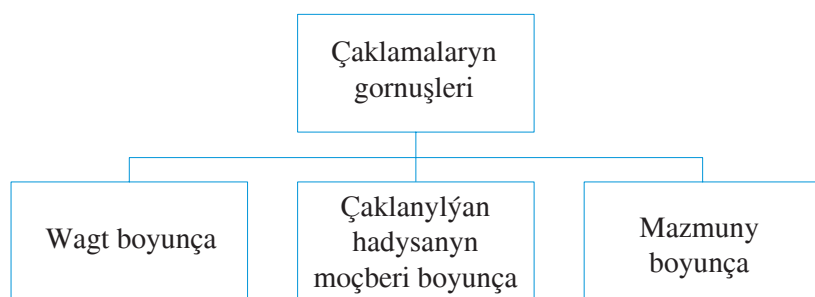 Çaklamalaryn
gornuşleri
Wagt boyunça
Çaklanylýan
hadysanyn
moçberi boyunça
Mazmuny
boyunça